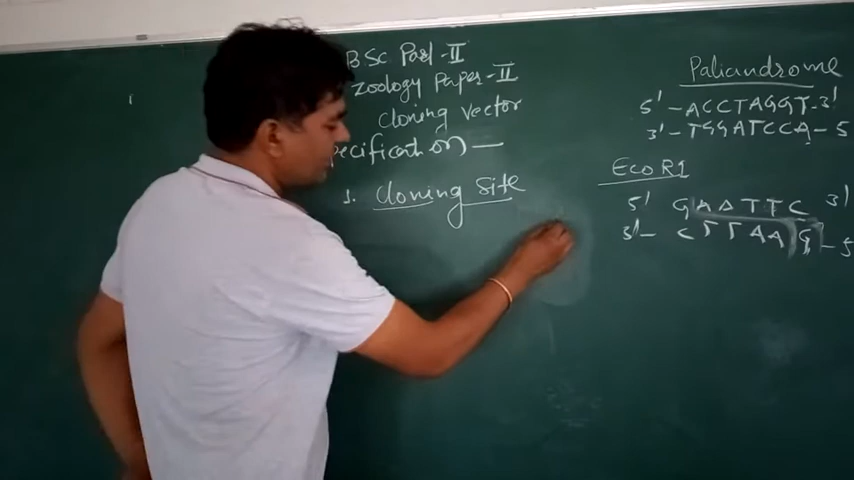 BSc Part-II
Zoology Paper-II
Cloning Vector
pecification) —
1. Cloning Site
Paliandrome
5' – ACCTAGGT-3'
3' – TGGATCCA – 5
EcoR1
5' GAATTC 3'
3' – CTTAAG – 5